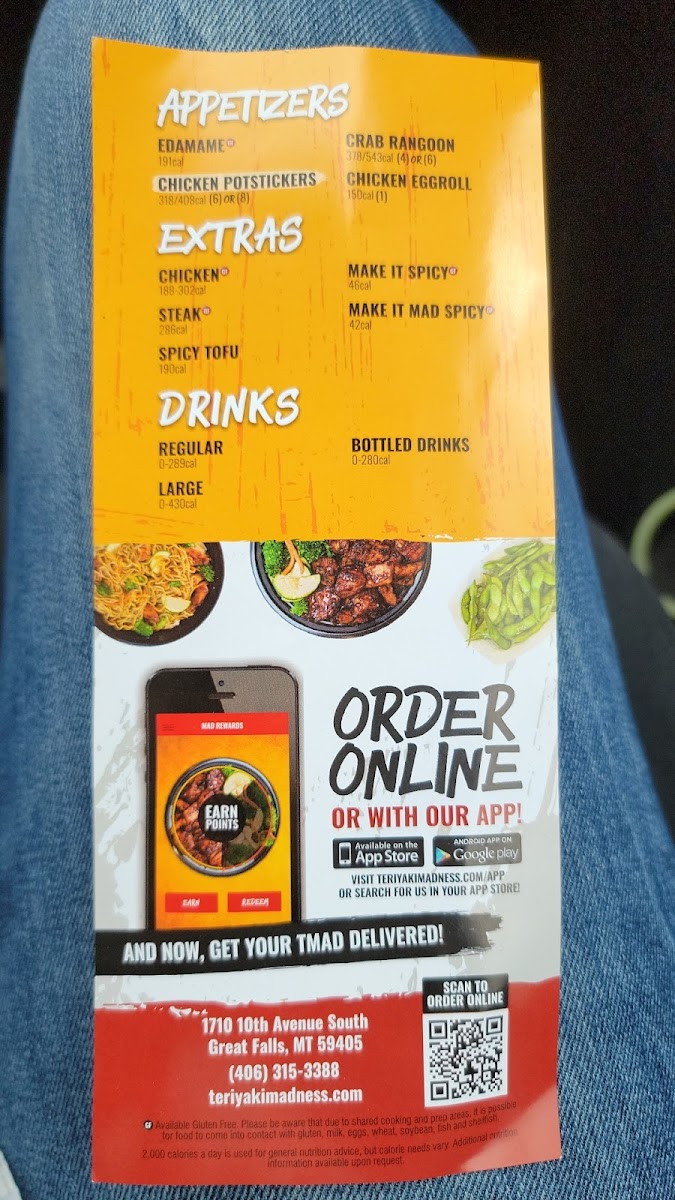 APPETIZERS
EDAMAME GF
191cal
CRAB RANGOON
378/543cal (4) OR (6)
CHICKEN POTSTICKERS
318/408cal (6) OR (8)
CHICKEN EGGROLL
150cal (1)
EXTRAS
CHICKEN GF
188-302cal
MAKE IT SPICY GF
46cal
STEAK GF
286cal
MAKE IT MAD SPICY GF
42cal
SPICY TOFU
190cal
DRINKS
REGULAR
0-289cal
BOTTLED DRINKS
0-280cal
LARGE
0-430cal
MAD REWARDS
EARN
POINTS
EARN
REDEEM
ORDER
ONLINE
OR WITH OUR APP!
Available on the
App Store
ANDROID APP ON
Google play
VISIT TERIYAKIMADNESS.COM/APP
OR SEARCH FOR US IN YOUR APP STORE!
AND NOW, GET YOUR TMAD DELIVERED!
SCAN TO
ORDER ONLINE
1710 10th Avenue South
Great Falls, MT 59405
(406) 315-3388
teriyakimadness.com
GF Available Gluten Free. Please be aware that due to shared cooking and prep areas, it is possible
for food to come into contact with gluten, milk, eggs, wheat, soybean, fish and shellfish.
2,000 calories a day is used for general nutrition advice, but calorie needs vary. Additional nutrition
information available upon request.